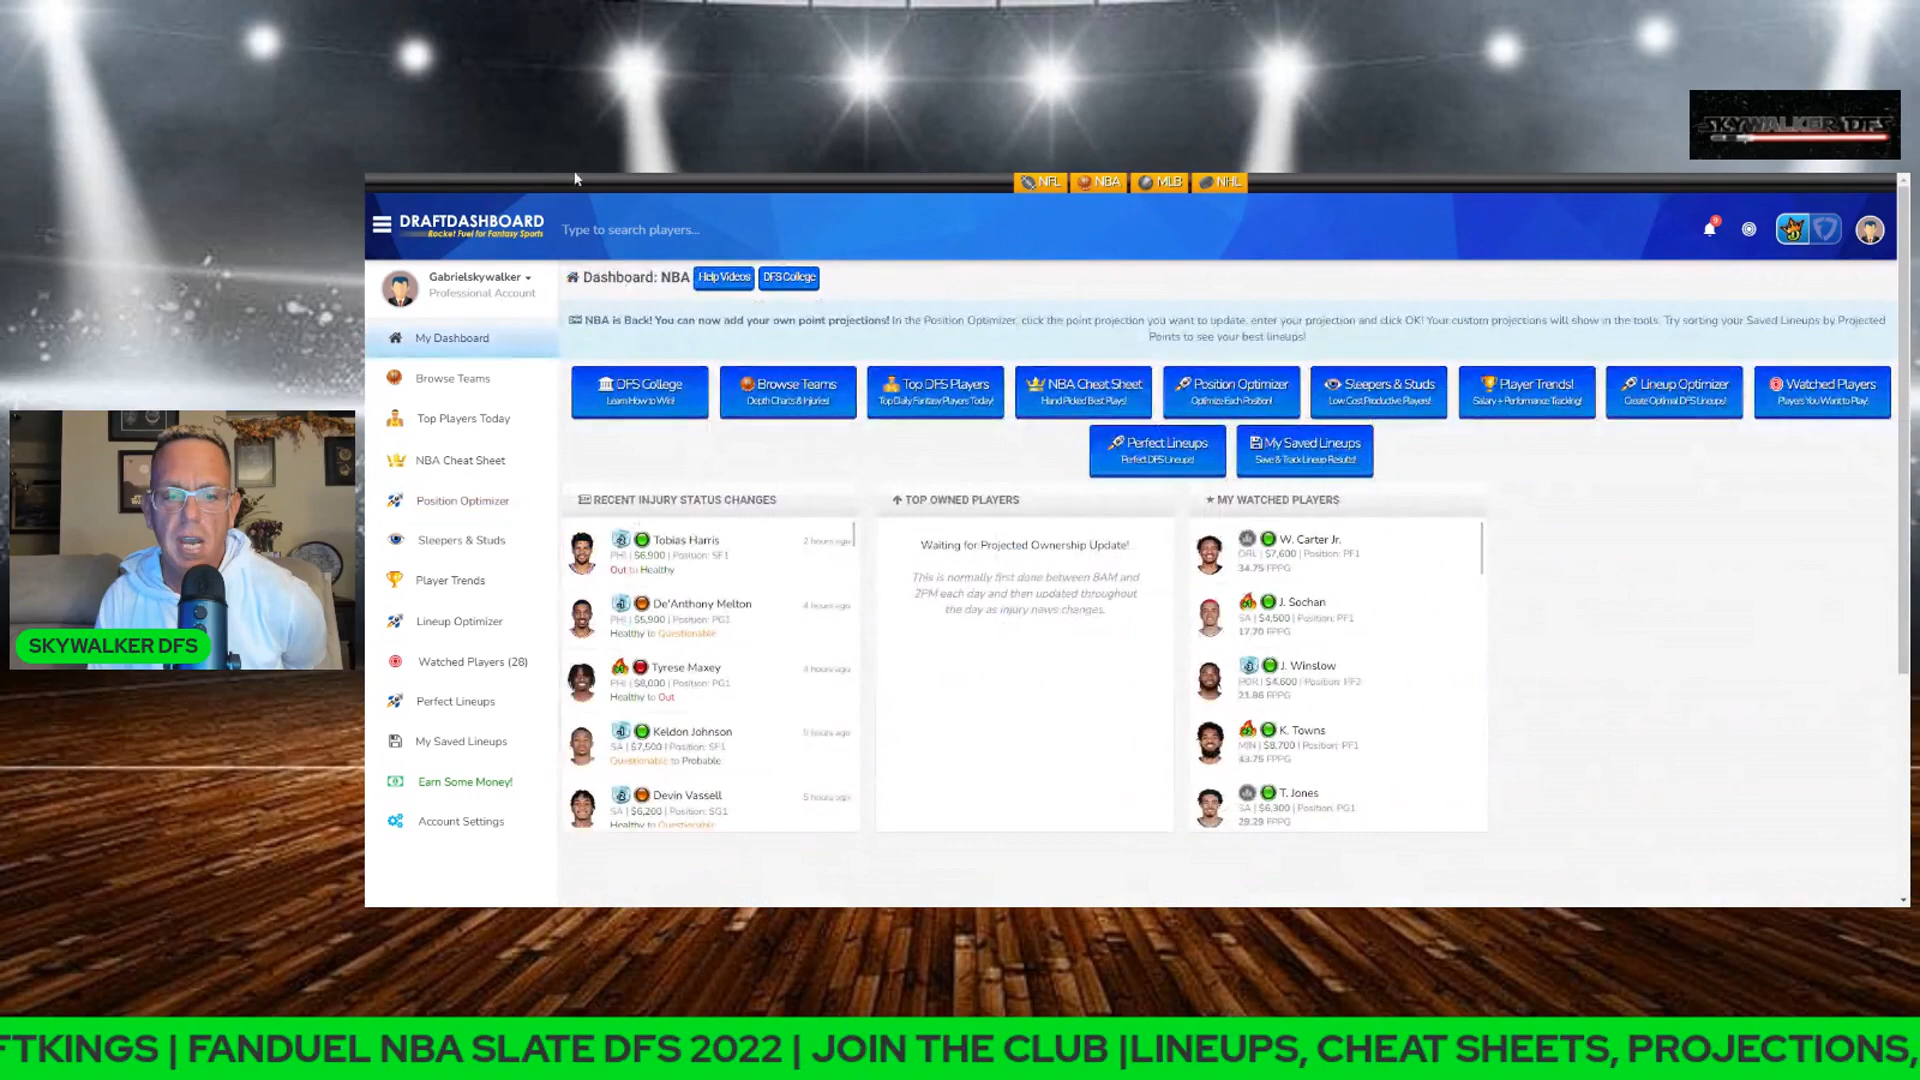 SKYWALKER DFS
NFL NBA MLB NHL
DRAFTDASHBOARD
Rocket Fuel for Fantasy Sports
Type to search players...
9
Gabrielskywalker
Professional Account
My Dashboard
Browse Teams
Top Players Today
NBA Cheat Sheet
Position Optimizer
Sleepers & Studs
Player Trends
Lineup Optimizer
Watched Players (28)
Perfect Lineups
My Saved Lineups
Earn Some Money!
Account Settings
Dashboard: NBA Help Videos DFS College
NBA is Back! You can now add your own point projections! In the Position Optimizer, click the point projection you want to update, enter your projection and click OK! Your custom projections will show in the tools. Try sorting your Saved Lineups by Projected
Points to see your best lineups!
DFS College
Learn How to Win!
Browse Teams
Depth Charts & Injuries!
Top DFS Players
Top Daily Fantasy Players Today!
NBA Cheat Sheet
Hand Picked Best Plays!
Position Optimizer
Optimize Each Position!
Sleepers & Studs
Low Cost Productive Players!
Player Trends!
Salary + Performance Tracking!
Lineup Optimizer
Create Optimal DFS Lineups!
Watched Players
Players You Want to Play!
Perfect Lineups
Perfect DFS Lineups!
My Saved Lineups
Save & Track Lineup Results!
RECENT INJURY STATUS CHANGES
Tobias Harris 2 hours ago
PHI | $6,900 | Position: SF1
Out to Healthy
De'Anthony Melton 4 hours ago
PHI | $5,900 | Position: PG1
Healthy to Questionable
Tyrese Maxey
PHI | $8,000 | Position: PG1
Healthy to Out
Keldon Johnson
SA | $7,500 | Position: SF1
Questionable to Probable
Devin Vassell 5 hours ago
SA | $6,200 | Position: SG1
Healthy to Questionable
TOP OWNED PLAYERS
Waiting for Projected Ownership Update!
This is normally first done between 8AM and
2PM each day and then updated throughout
the day as injury news changes.
MY WATCHED PLAYERS
W. Carter Jr.
ORL | $7,600 | Position: PF1
34.75 FPPG
J. Sochan
SA | $4,500 | Position: PF1
17.70 FPPG
J. Winslow
POR | $4,600 | Position: PF2
21.86 FPPG
K. Towns
MIN | $8,700 | Position: PF1
43.75 FPPG
T. Jones
SA | $6,300 | Position: PG1
29.29 FPPG
SKYWALKER DFS
FTKINGS | FANDUEL NBA SLATE DFS 2022 | JOIN THE CLUB |LINEUPS, CHEAT SHEETS, PROJECTIONS,